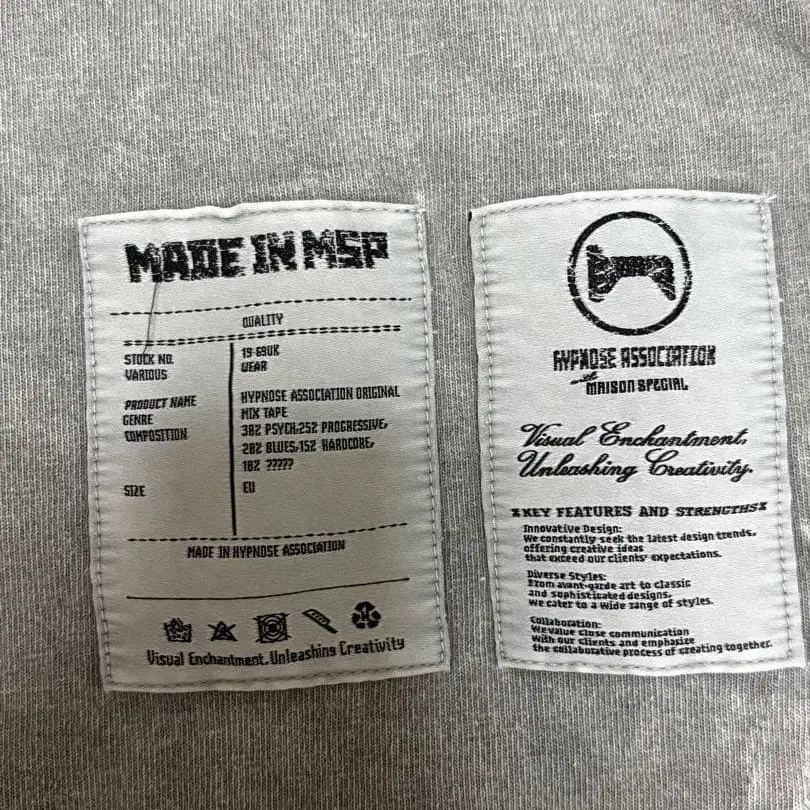 MADE IN MSP
QUALITY
STOCK NO. 19-69UK
VARIOUS WEAR
PRODUCT NAME HYPNOSE ASSOCIATION ORIGINAL
GENRE MIX TAPE
COMPOSITION 38% PSYCH,25% PROGRESSIVE,
20% BLUES,15% HARDCORE,
10% ?????
SIZE EU
MADE IN HYPNOSE ASSOCIATION
Visual Enchantment. Unleashing Creativity
HYPNOSE ASSOCIATION
with
MAISON SPECIAL
Visual Enchantment,
Unleashing Creativity.
*KEY FEATURES AND STRENGTHS*
Innovative Design:
We constantly seek the latest design trends,
offering creative ideas
that exceed our clients' expectations.
Diverse Styles:
From avant-garde art to classic
and sophisticated designs,
we cater to a wide range of styles.
Collaboration:
We value close communication
with our clients and emphasize
the collaborative process of creating together.